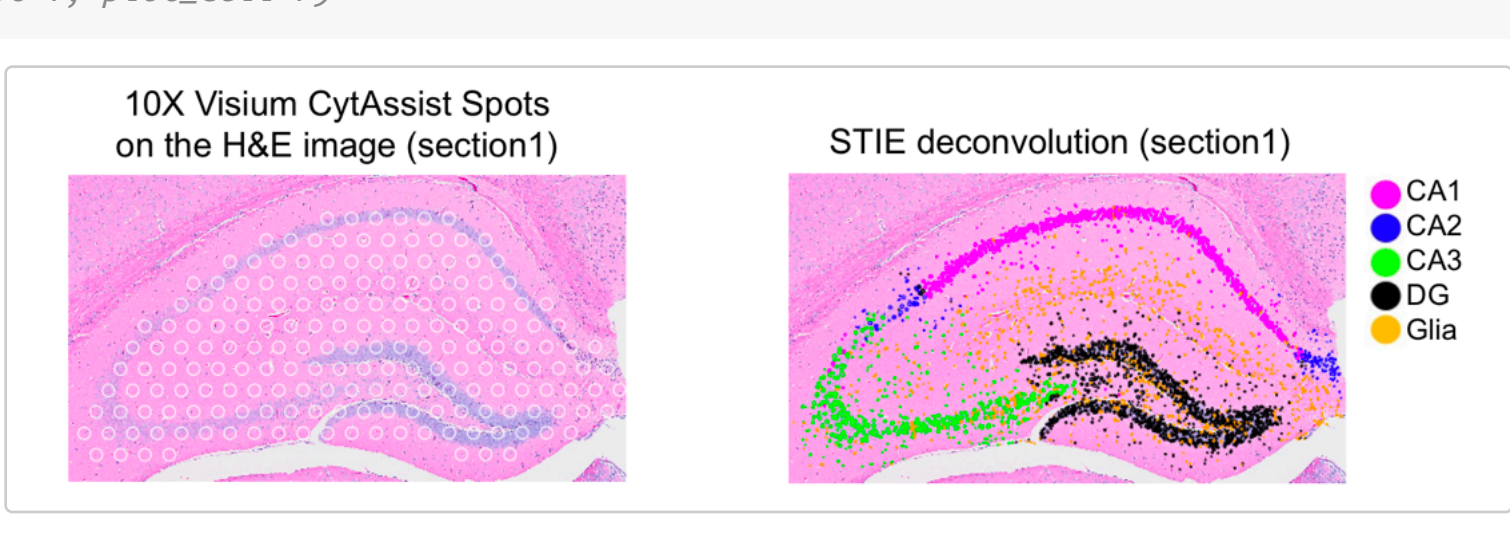 10X Visium CytAssist Spots
on the H&E image (section1)
STIE deconvolution (section1)
CA1
CA2
CA3
DG
Glia